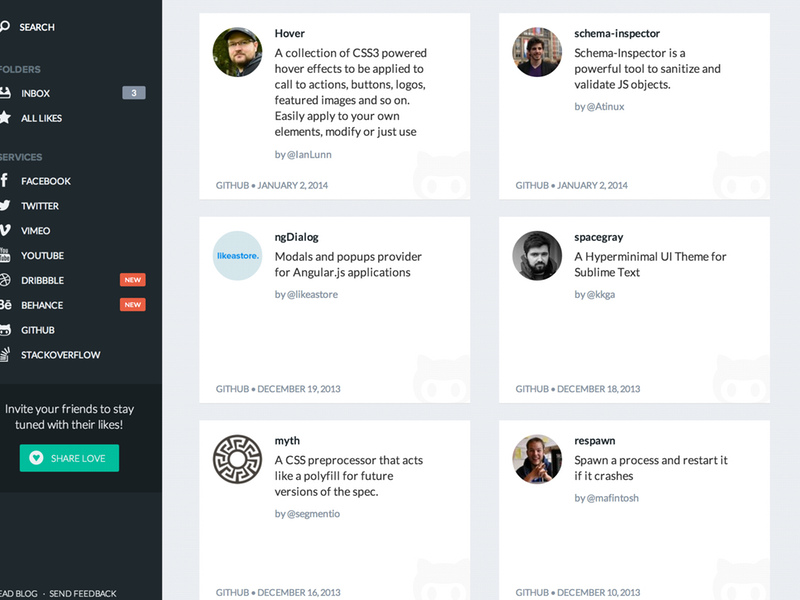 SEARCH
FOLDERS
INBOX 3
ALL LIKES
SERVICES
FACEBOOK
TWITTER
VIMEO
You
Tube YOUTUBE
DRIBBBLE NEW
Bē BEHANCE NEW
GITHUB
STACKOVERFLOW
Invite your friends to stay
tuned with their likes!
SHARE LOVE
EAD BLOG · SEND FEEDBACK
Hover
A collection of CSS3 powered
hover effects to be applied to
call to actions, buttons, logos,
featured images and so on.
Easily apply to your own
elements, modify or just use
by @IanLunn
GITHUB • JANUARY 2, 2014
schema-inspector
Schema-Inspector is a
powerful tool to sanitize and
validate JS objects.
by @Atinux
GITHUB • JANUARY 2, 2014
likeastore.
ngDialog
Modals and popups provider
for Angular.js applications
by @likeastore
GITHUB • DECEMBER 19, 2013
spacegray
A Hyperminimal UI Theme for
Sublime Text
by @kkga
GITHUB • DECEMBER 18, 2013
myth
A CSS preprocessor that acts
like a polyfill for future
versions of the spec.
by @segmentio
GITHUB • DECEMBER 16, 2013
respawn
Spawn a process and restart it
if it crashes
by @mafintosh
GITHUB • DECEMBER 10, 2013